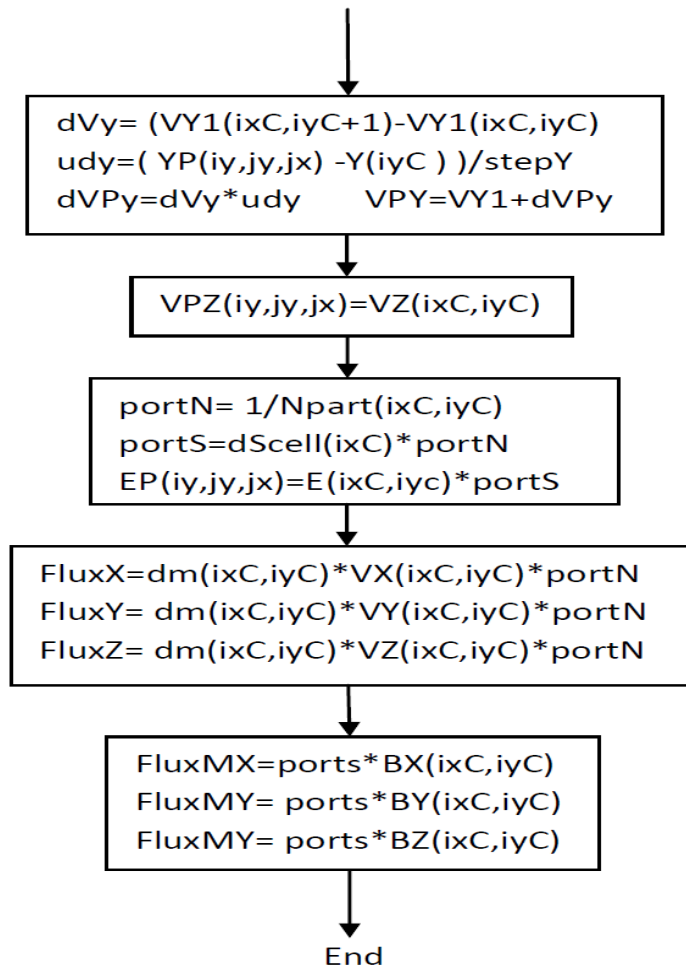 dVy= (VY1(ixC,iyC+1)-VY1(ixC,iyC)
udy=( YP(iy,jy,jx) -Y(iyC ) )/stepY
dVPy=dVy*udy VPY=VY1+dVPy
VPZ(iy,jy,jx)=VZ(ixC,iyC)
portN= 1/Npart(ixC,iyC)
portS=dScell(ixC)*portN
EP(iy,jy,jx)=E(ixC,iyc)*portS
FluxX=dm(ixC,iyC)*VX(ixC,iyC)*portN
FluxY= dm(ixC,iyC)*VY(ixC,iyC)*portN
FluxZ= dm(ixC,iyC)*VZ(ixC,iyC)*portN
FluxMX=ports*BX(ixC,iyC)
FluxMY= ports*BY(ixC,iyC)
FluxMY= ports*BZ(ixC,iyC)
End